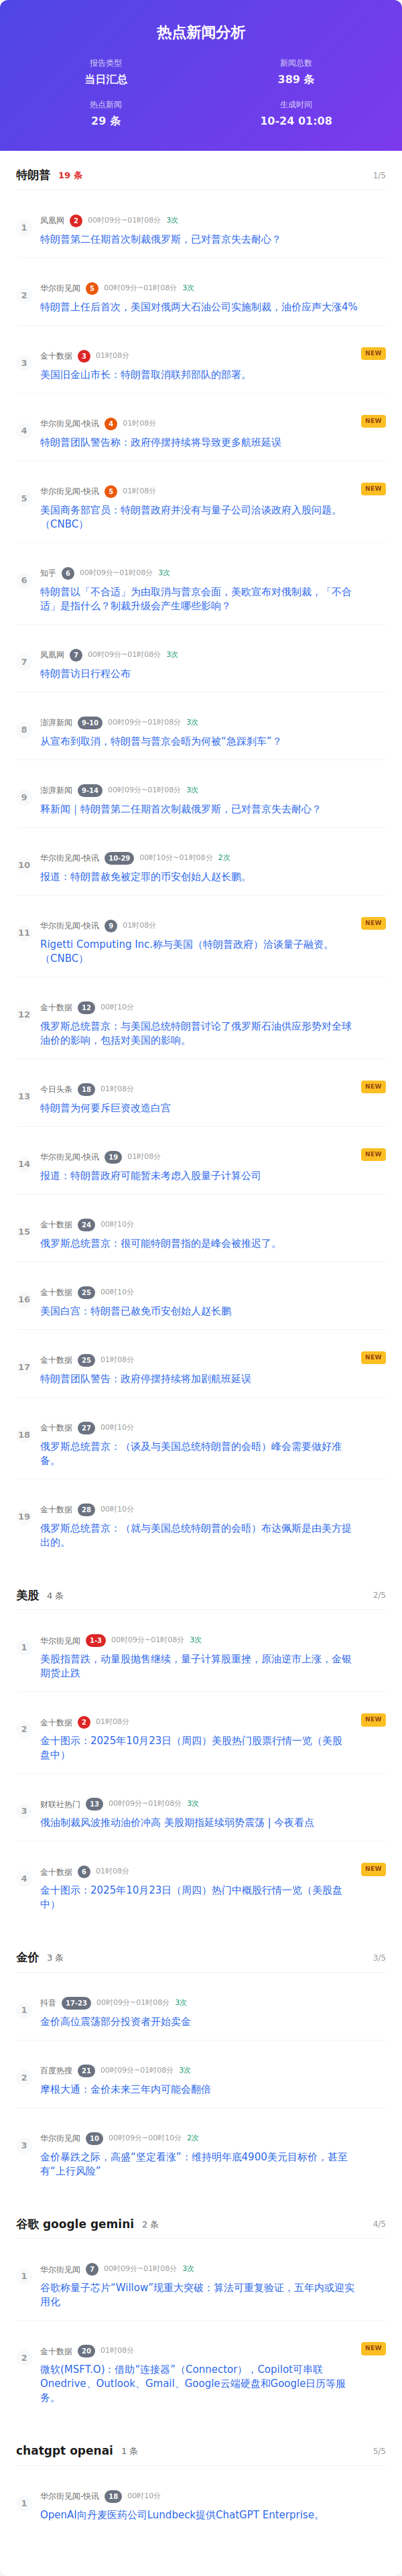 热点新闻分析
报告类型
当日汇总
新闻总数
389 条
热点新闻
29 条
生成时间
10-24 01:08
特朗普 19 条 1/5
1
凤凰网 2 00时09分~01时08分 3次
特朗普第二任期首次制裁俄罗斯，已对普京失去耐心？
2
华尔街见闻 5 00时09分~01时08分 3次
特朗普上任后首次，美国对俄两大石油公司实施制裁，油价应声大涨4%
3
金十数据 3 01时08分 NEW
美国旧金山市长：特朗普取消联邦部队的部署。
4
华尔街见闻-快讯 4 01时08分 NEW
特朗普团队警告称：政府停摆持续将导致更多航班延误
5
华尔街见闻-快讯 5 01时08分 NEW
美国商务部官员：特朗普政府并没有与量子公司洽谈政府入股问题。
（CNBC）
6
知乎 6 00时09分~01时08分 3次
特朗普以「不合适」为由取消与普京会面，美欧宣布对俄制裁，「不合
适」是指什么？制裁升级会产生哪些影响？
7
凤凰网 7 00时09分~01时08分 3次
特朗普访日行程公布
8
澎湃新闻 9-10 00时09分~01时08分 3次
从宣布到取消，特朗普与普京会晤为何被“急踩刹车”？
9
澎湃新闻 9-14 00时09分~01时08分 3次
释新闻｜特朗普第二任期首次制裁俄罗斯，已对普京失去耐心？
10
华尔街见闻-快讯 10-29 00时10分~01时08分 2次
报道：特朗普赦免被定罪的币安创始人赵长鹏。
11
华尔街见闻-快讯 9 01时08分 NEW
Rigetti Computing Inc.称与美国（特朗普政府）洽谈量子融资。
（CNBC）
12
金十数据 12 00时10分
俄罗斯总统普京：与美国总统特朗普讨论了俄罗斯石油供应形势对全球
油价的影响，包括对美国的影响。
13
今日头条 18 01时08分 NEW
特朗普为何要斥巨资改造白宫
14
华尔街见闻-快讯 19 01时08分 NEW
报道：特朗普政府可能暂未考虑入股量子计算公司
15
金十数据 24 00时10分
俄罗斯总统普京：很可能特朗普指的是峰会被推迟了。
16
金十数据 25 00时10分
美国白宫：特朗普已赦免币安创始人赵长鹏
17
金十数据 25 01时08分 NEW
特朗普团队警告：政府停摆持续将加剧航班延误
18
金十数据 27 00时10分
俄罗斯总统普京：（谈及与美国总统特朗普的会晤）峰会需要做好准
备。
19
金十数据 28 00时10分
俄罗斯总统普京：（就与美国总统特朗普的会晤）布达佩斯是由美方提
出的。
美股 4 条 2/5
1
华尔街见闻 1-3 00时09分~01时08分 3次
美股指普跌，动量股抛售继续，量子计算股重挫，原油逆市上涨，金银
期货止跌
2
金十数据 2 01时08分 NEW
金十图示：2025年10月23日（周四）美股热门股票行情一览（美股
盘中）
3
财联社热门 13 00时09分~01时08分 3次
俄油制裁风波推动油价冲高 美股期指延续弱势震荡 | 今夜看点
4
金十数据 6 01时08分 NEW
金十图示：2025年10月23日（周四）热门中概股行情一览（美股盘
中）
金价 3 条 3/5
1
抖音 17-23 00时09分~01时08分 3次
金价高位震荡部分投资者开始卖金
2
百度热搜 21 00时09分~01时08分 3次
摩根大通：金价未来三年内可能会翻倍
3
华尔街见闻 10 00时09分~00时10分 2次
金价暴跌之际，高盛“坚定看涨”：维持明年底4900美元目标价，甚至
有“上行风险”
谷歌 google gemini 2 条 4/5
1
华尔街见闻 7 00时09分~01时08分 3次
谷歌称量子芯片“Willow”现重大突破：算法可重复验证，五年内或迎实
用化
2
金十数据 20 01时08分 NEW
微软(MSFT.O)：借助“连接器”（Connector），Copilot可串联
Onedrive、Outlook、Gmail、Google云端硬盘和Google日历等服
务。
chatgpt openai 1 条 5/5
1
华尔街见闻-快讯 18 00时10分
OpenAI向丹麦医药公司Lundbeck提供ChatGPT Enterprise。